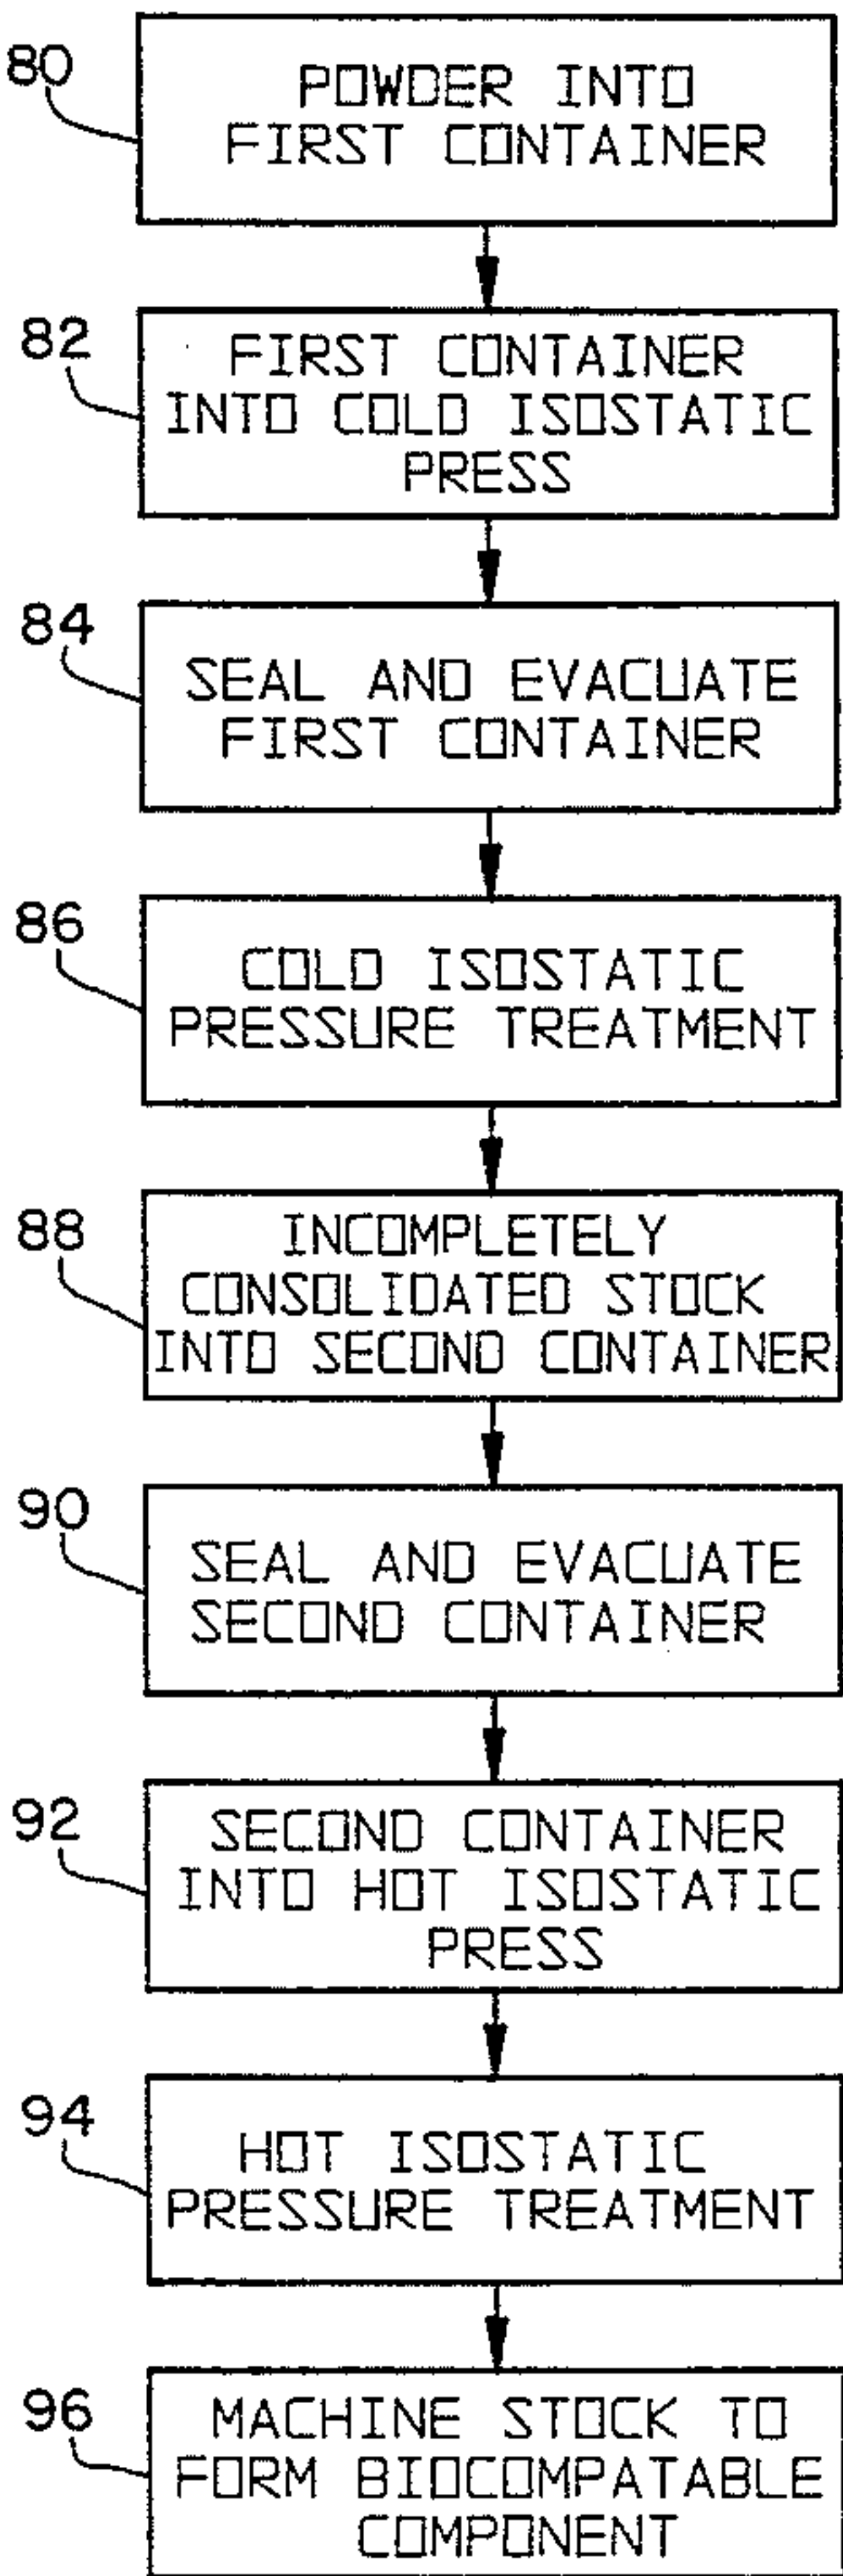 80
POWDER INTO
FIRST CONTAINER
82
FIRST CONTAINER
INTO COLD ISOSTATIC
PRESS
84
SEAL AND EVACUATE
FIRST CONTAINER
86
COLD ISOSTATIC
PRESSURE TREATMENT
88
INCOMPLETELY
CONSOLIDATED STOCK
INTO SECOND CONTAINER
90
SEAL AND EVACUATE
SECOND CONTAINER
92
SECOND CONTAINER
INTO HOT ISOSTATIC
PRESS
94
HOT ISOSTATIC
PRESSURE TREATMENT
96
MACHINE STOCK TO
FORM BIOCOMPATABLE
COMPONENT